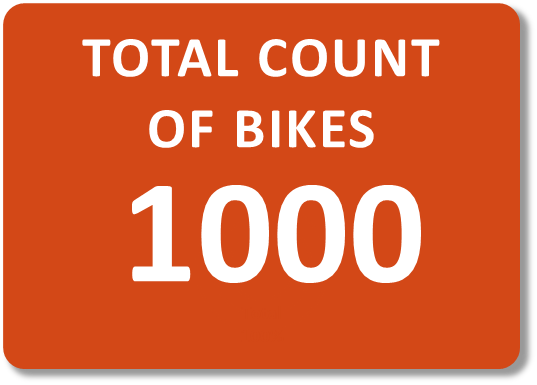 TOTAL COUNT
OF BIKES
1000